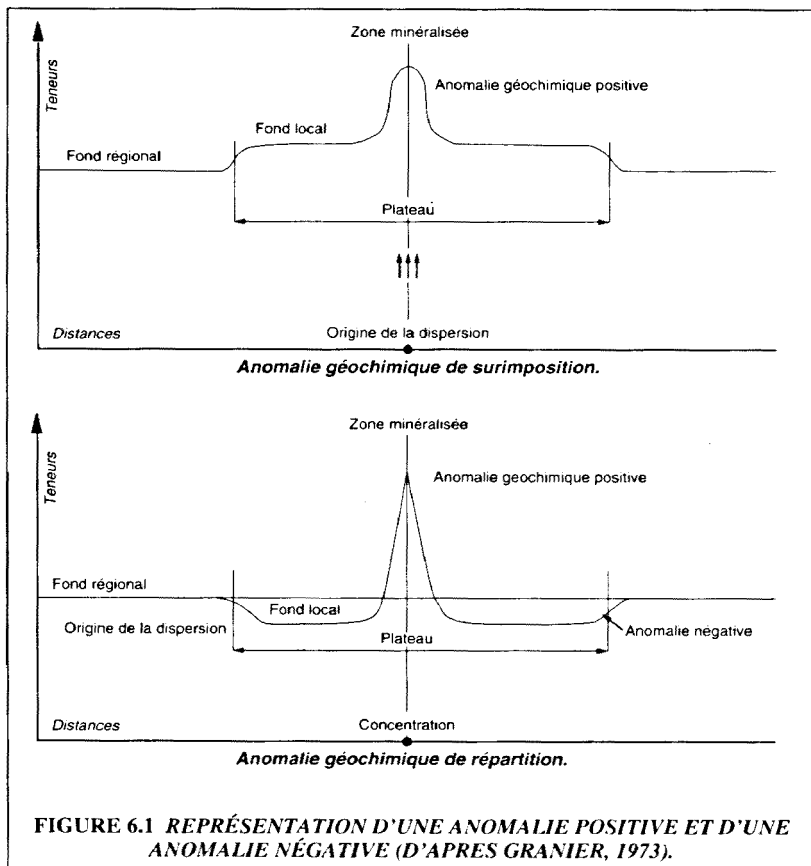 Zone minéralisée
Teneurs
Anomalie géochimique positive
Fond local
Fond régional
Plateau
Distances
Origine de la dispersion
Anomalie géochimique de surimposition.
Zone minéralisée
Teneurs
Anomalie geochimique positive
Fond régional
Fond local
Origine de la dispersion
Anomalie négative
Plateau
Distances
Concentration
Anomalie géochimique de répartition.
FIGURE 6.1 REPRÉSENTATION D'UNE ANOMALIE POSITIVE ET D'UNE
ANOMALIE NÉGATIVE (D'APRES GRANIER, 1973).